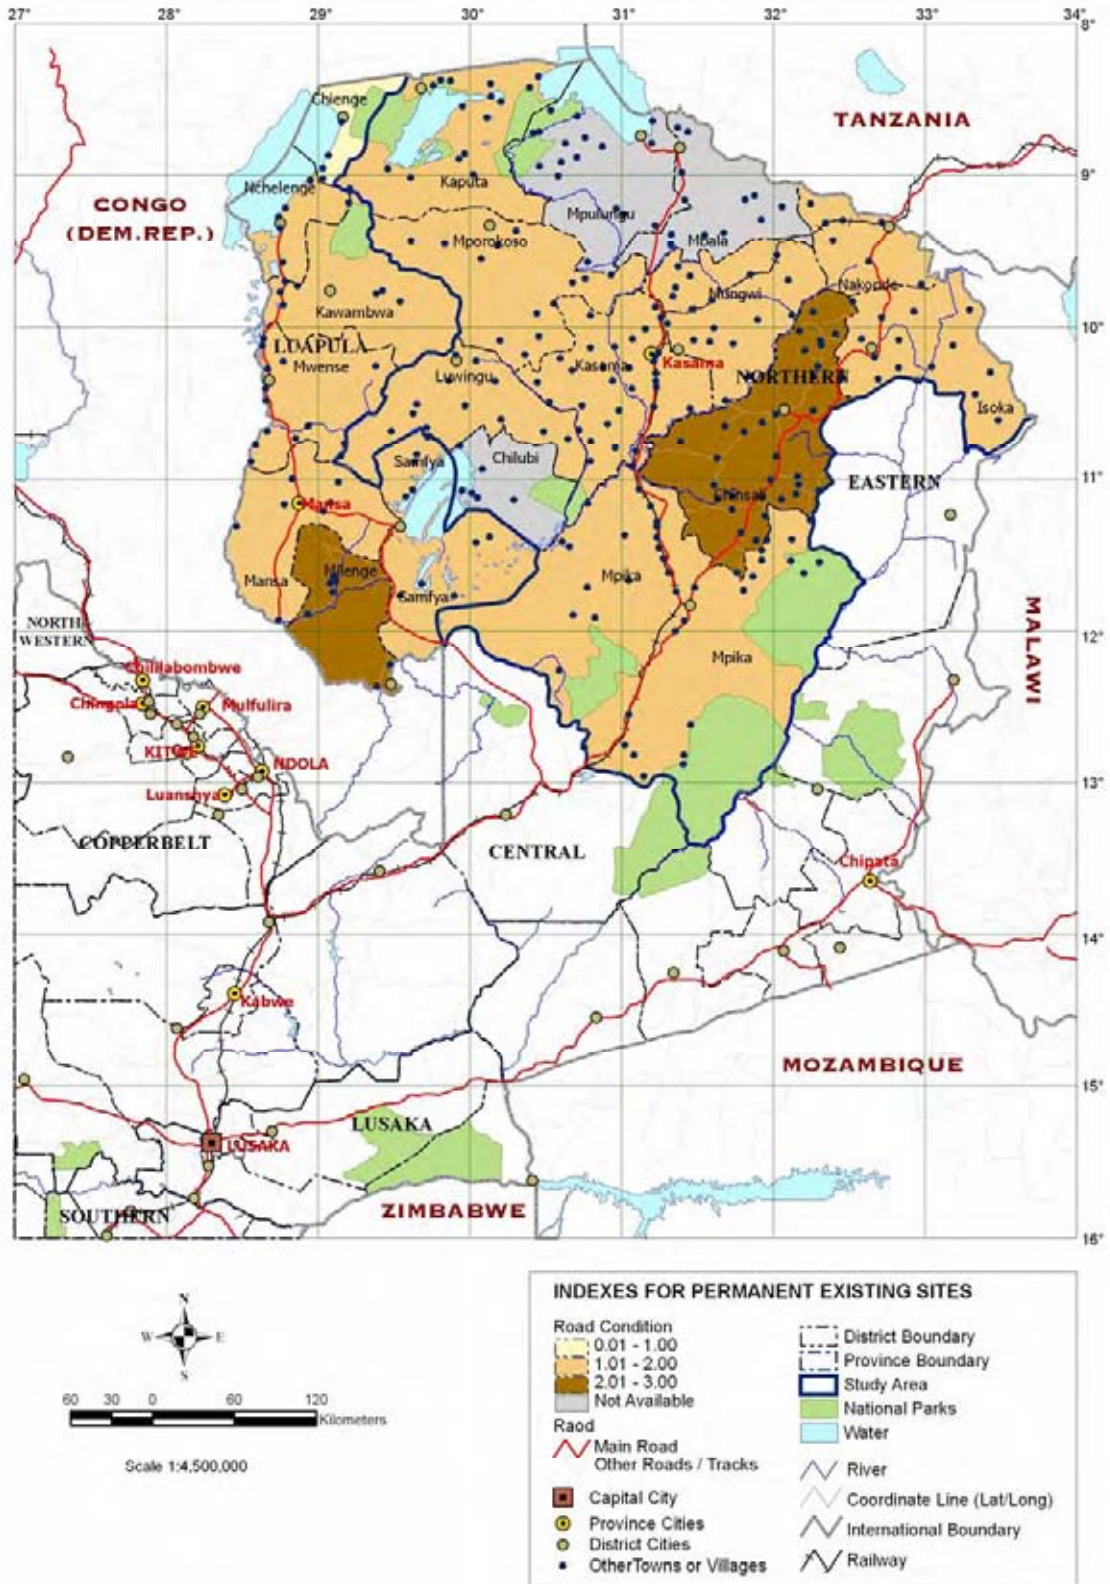 27° 28° 29° 30° 31° 32° 33° 34°
8°
Chienge
TANZANIA
9°
Nchelenge
Kaputa
CONGO
(DEM.REP.)
Mpulungu
Mporokoso
Mbala
Kawambwa
Mungwi
Nakonde
10°
LUAPULA
Mwense
Luwingu
Kasama
Kasama
NORTHERN
Isoka
Samfya
Chilubi
11°
EASTERN
Chinsali
Mansa
Mansa
Milenge
Samfya
Mpika
MALAWI
NORTH
WESTERN
12°
Mpika
Chililabombwe
Chingola
Mulfulira
KITWE
NDOLA
13°
Luanshya
COPPERBELT
CENTRAL
Chipata
14°
Kabwe
MOZAMBIQUE
15°
LUSAKA
LUSAKA
ZIMBABWE
SOUTHERN
16°
N
W E
S
60 30 0 60 120
Kilometers
Scale 1:4,500,000
INDEXES FOR PERMANENT EXISTING SITES
Road Condition
0.01 - 1.00
1.01 - 2.00
2.01 - 3.00
Not Available
Raod
Main Road
Other Roads / Tracks
Capital City
Province Cities
District Cities
OtherTowns or Villages
District Boundary
Province Boundary
Study Area
National Parks
Water
River
Coordinate Line (Lat/Long)
International Boundary
Railway